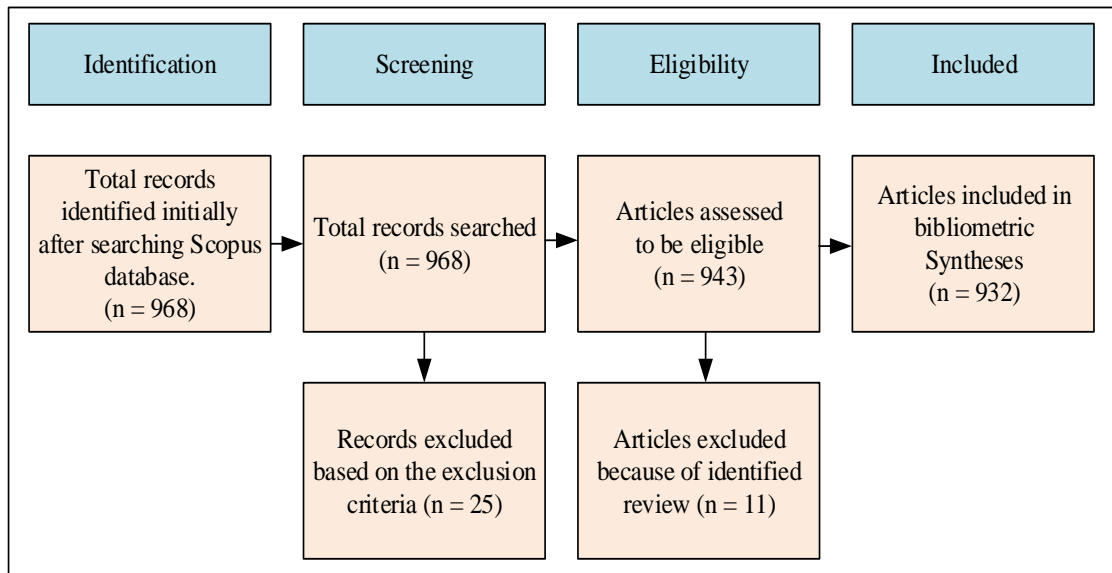 Identification
Screening
Eligibility
Included
Total records
identified initially
after searching Scopus
database.
(n = 968)
Total records searched
(n = 968)
Articles assessed
to be eligible
(n = 943)
Articles included in
bibliometric
Syntheses
(n = 932)
Records excluded
based on the exclusion
criteria (n = 25)
Articles excluded
because of identified
review (n = 11)